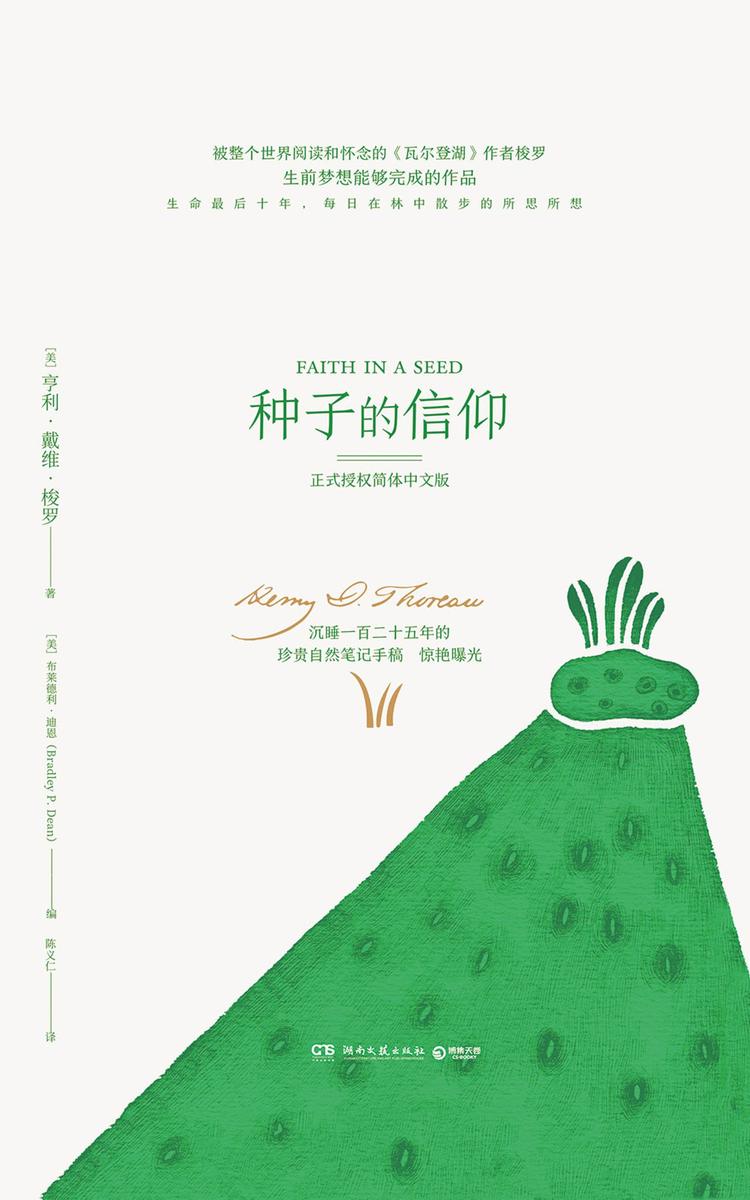 被整个世界阅读和怀念的《瓦尔登湖》作者梭罗
生前梦想能够完成的作品
生命最后十年，每日在林中散步的所思所想
FAITH IN A SEED
种子的信仰
正式授权简体中文版
[美] 亨利·戴维·梭罗——著
[美] 布莱德利·迪恩（Bradley P. Dean）——编
陈义仁——译
Henry D. Thoreau
沉睡一百二十五年的
珍贵自然笔记手稿 惊艳曝光
湖南文艺出版社
博集天卷
CS-BOOKY